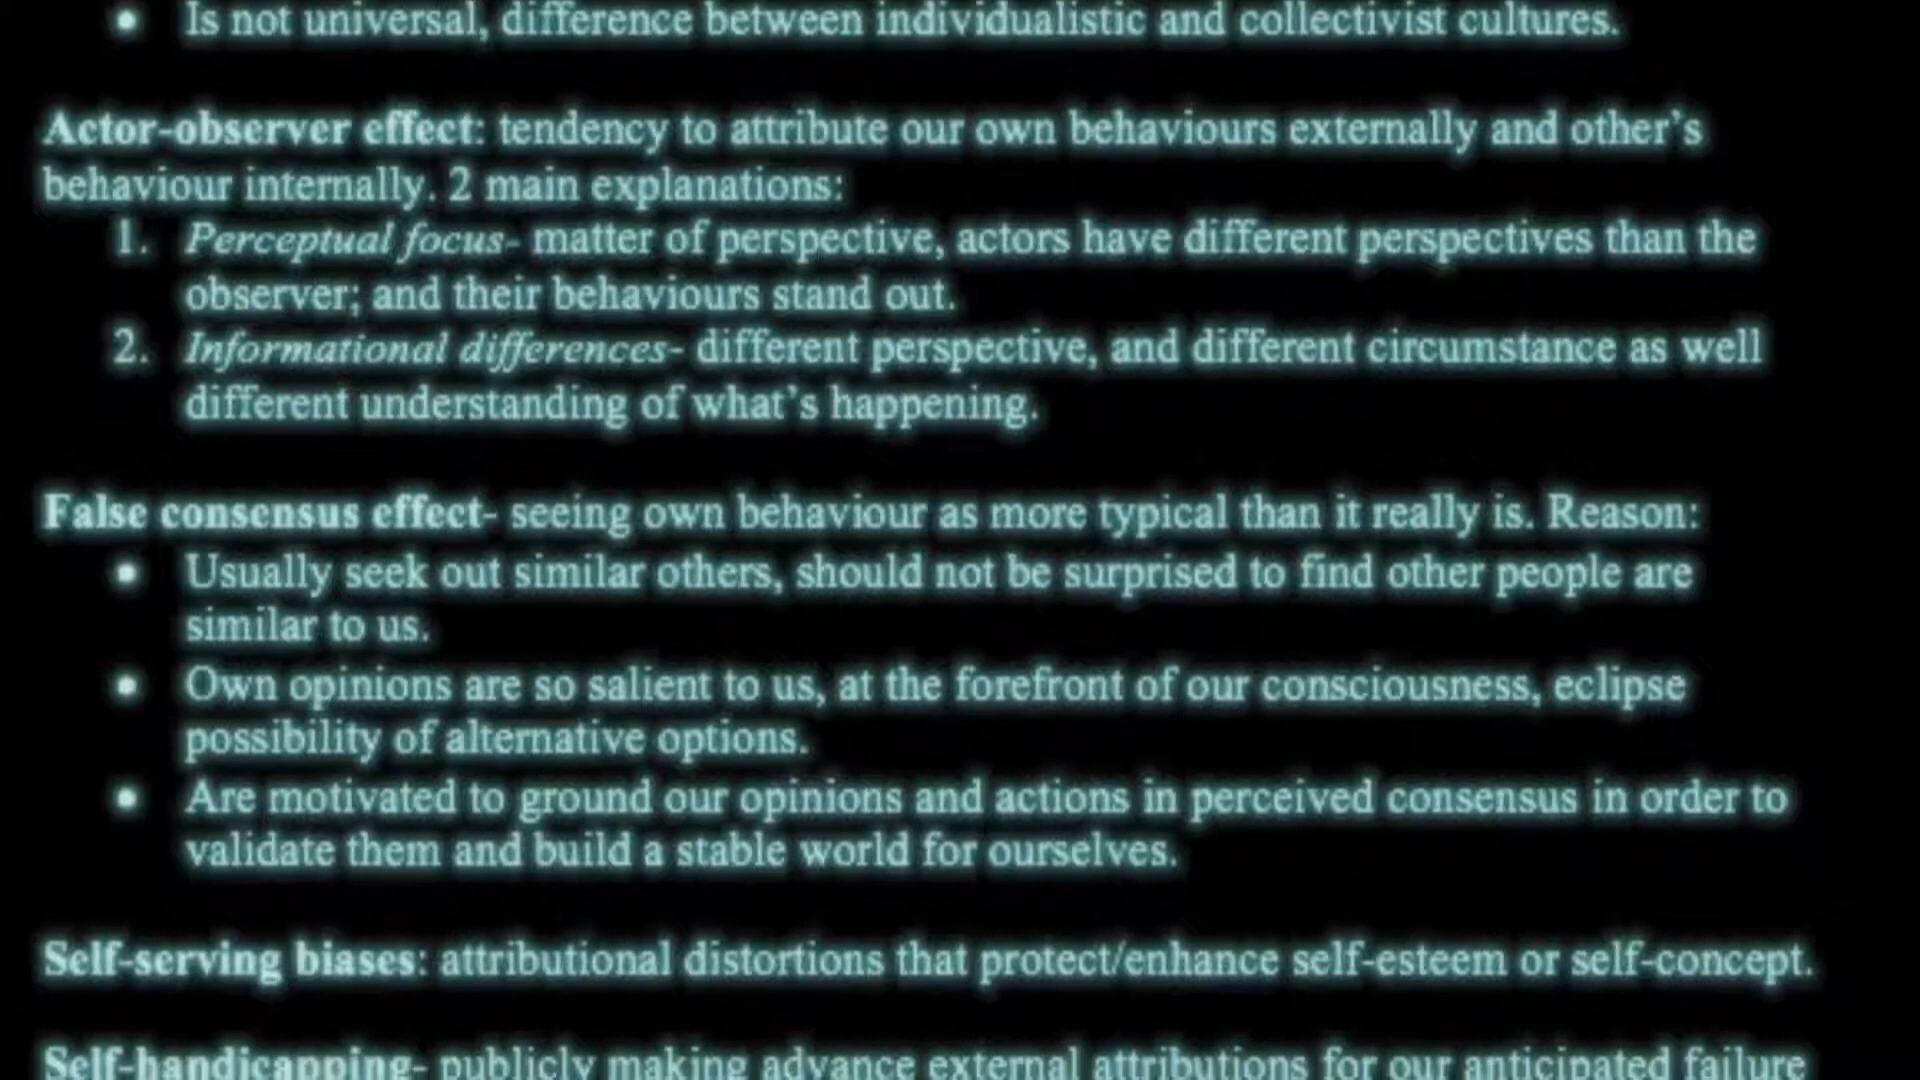 • Is not universal, difference between individualistic and collectivist cultures.
Actor-observer effect: tendency to attribute our own behaviours externally and other's
behaviour internally. 2 main explanations:
1. Perceptual focus- matter of perspective, actors have different perspectives than the
observer; and their behaviours stand out.
2. Informational differences- different perspective, and different circumstance as well
different understanding of what's happening.
False consensus effect- seeing own behaviour as more typical than it really is. Reason:
• Usually seek out similar others, should not be surprised to find other people are
similar to us.
• Own opinions are so salient to us, at the forefront of our consciousness, eclipse
possibility of alternative options.
• Are motivated to ground our opinions and actions in perceived consensus in order to
validate them and build a stable world for ourselves.
Self-serving biases: attributional distortions that protect/enhance self-esteem or self-concept.
Self-handicapping- publicly making advance external attributions for our anticipated failure